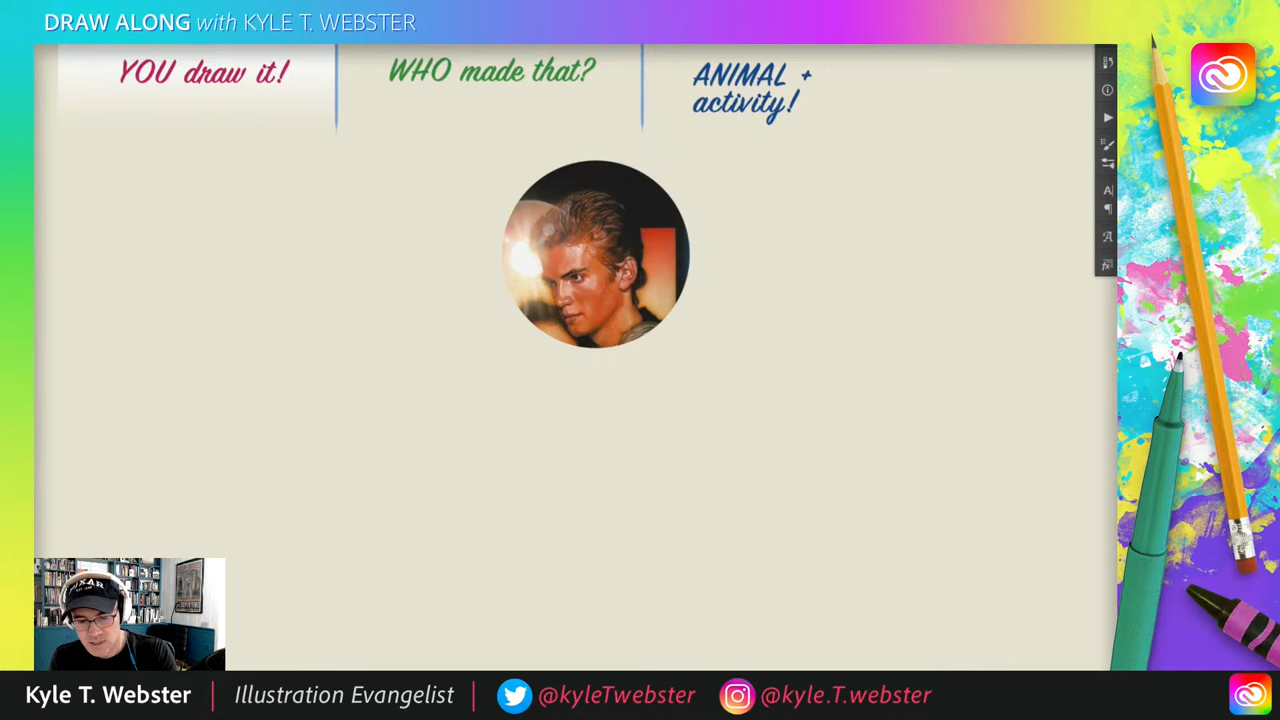 DRAW ALONG with KYLE T. WEBSTER
YOU draw it!
WHO made that?
ANIMAL +
activity!
PIXAR
Kyle T. Webster | Illustration Evangelist | @kyleTwebster @kyle.T.webster